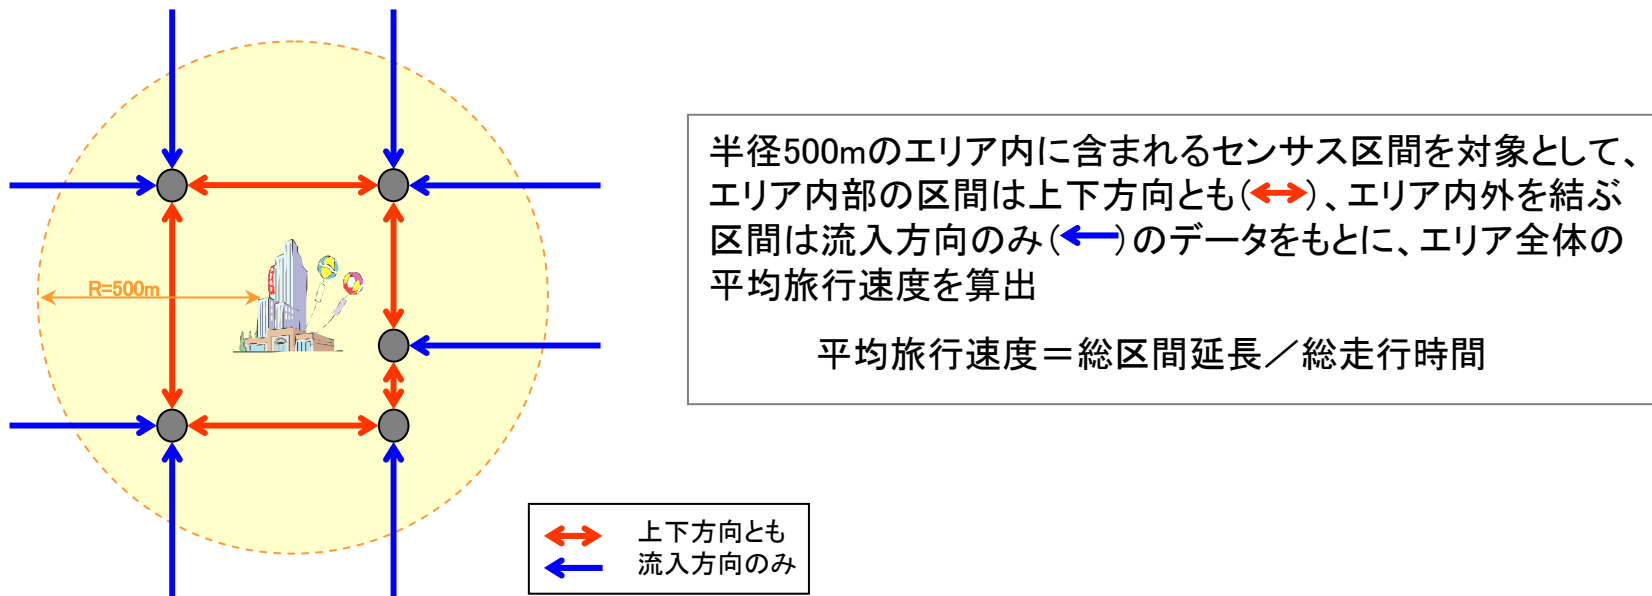 R=500m
半径500mのエリア内に含まれるセンサス区間を対象として、
エリア内部の区間は上下方向とも(↔)、エリア内外を結ぶ
区間は流入方向のみ(←)のデータをもとに、エリア全体の
平均旅行速度を算出
平均旅行速度＝総区間延長／総走行時間
上下方向とも
流入方向のみ